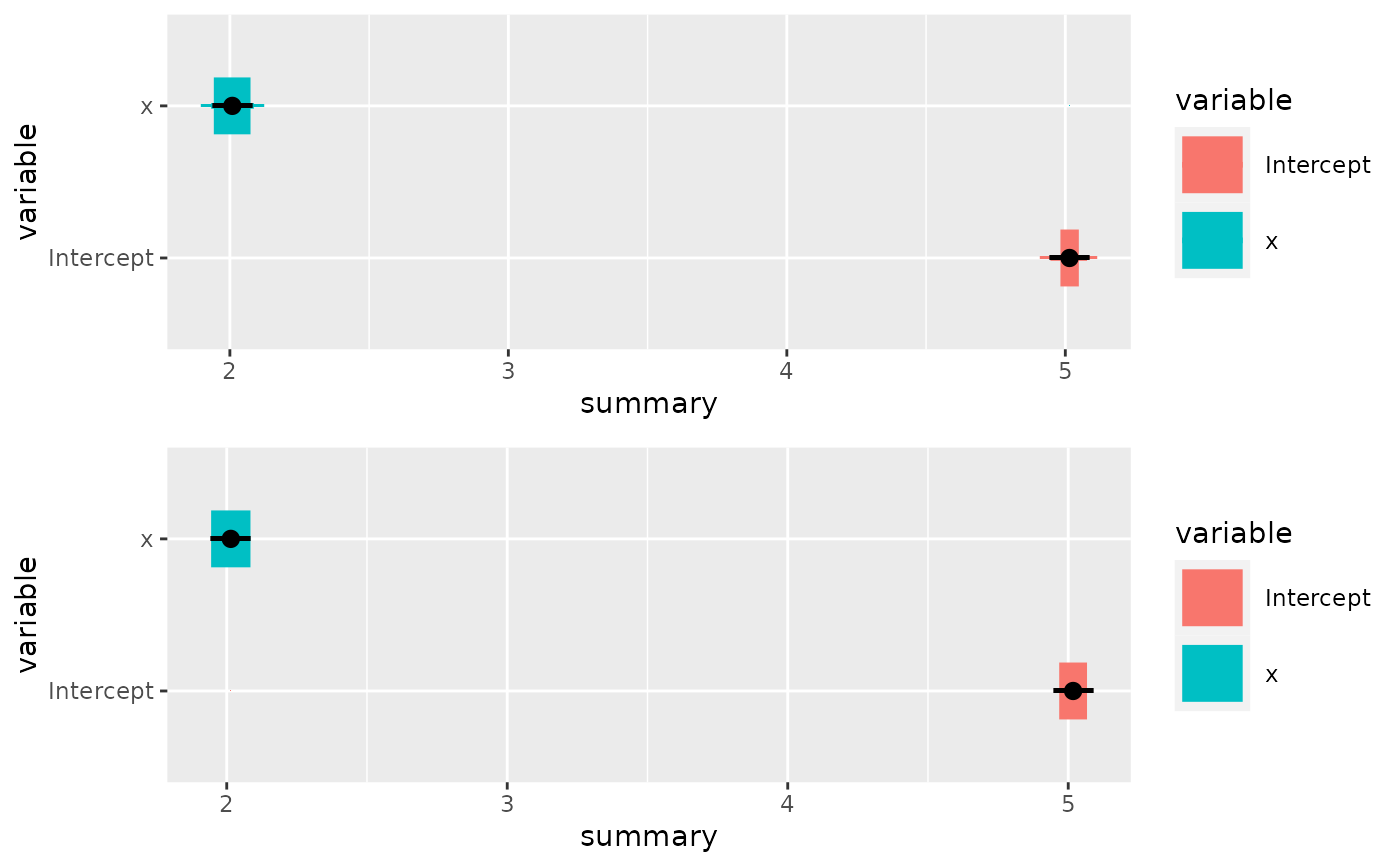 variable
x
Intercept
2 3 4 5
summary
variable
Intercept
x
variable
x
Intercept
2 3 4 5
summary
variable
Intercept
x